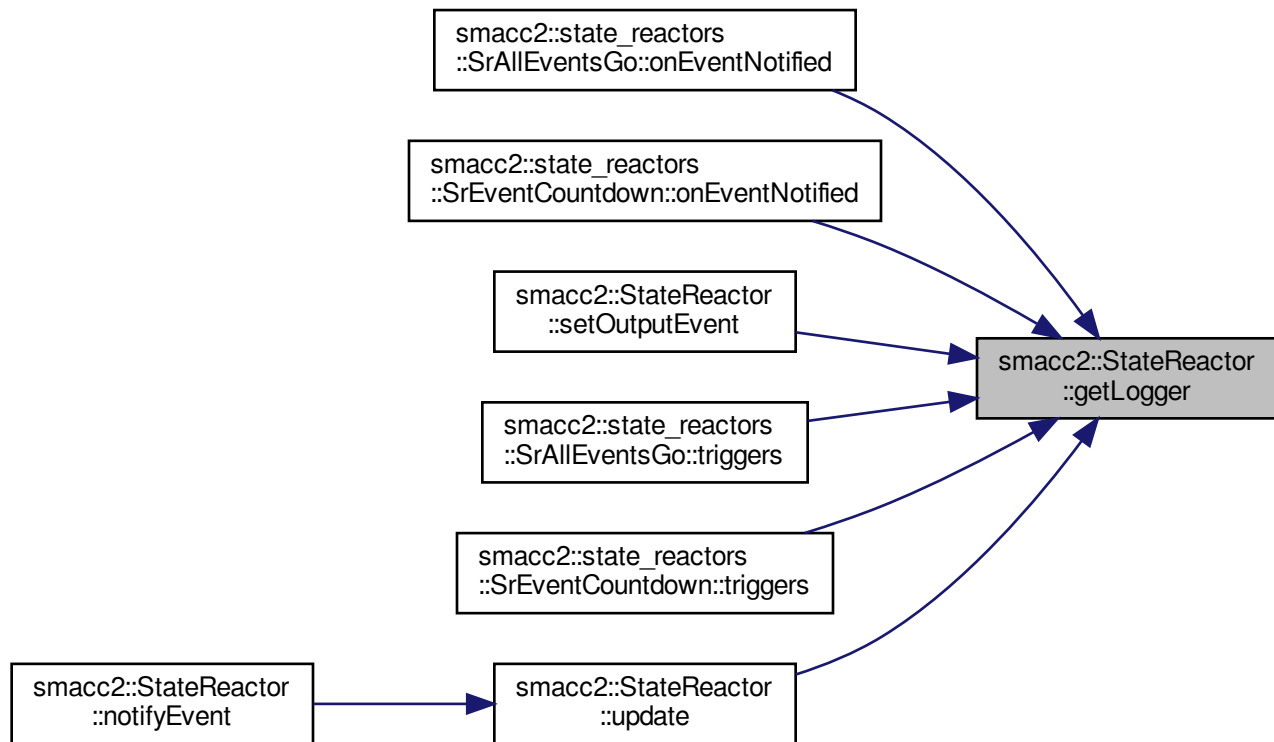 smacc2::state_reactors
::SrAllEventsGo::onEventNotified
smacc2::state_reactors
::SrEventCountdown::onEventNotified
smacc2::StateReactor
::setOutputEvent
smacc2::StateReactor
::getLogger
smacc2::state_reactors
::SrAllEventsGo::triggers
smacc2::state_reactors
::SrEventCountdown::triggers
smacc2::StateReactor
::notifyEvent
smacc2::StateReactor
::update